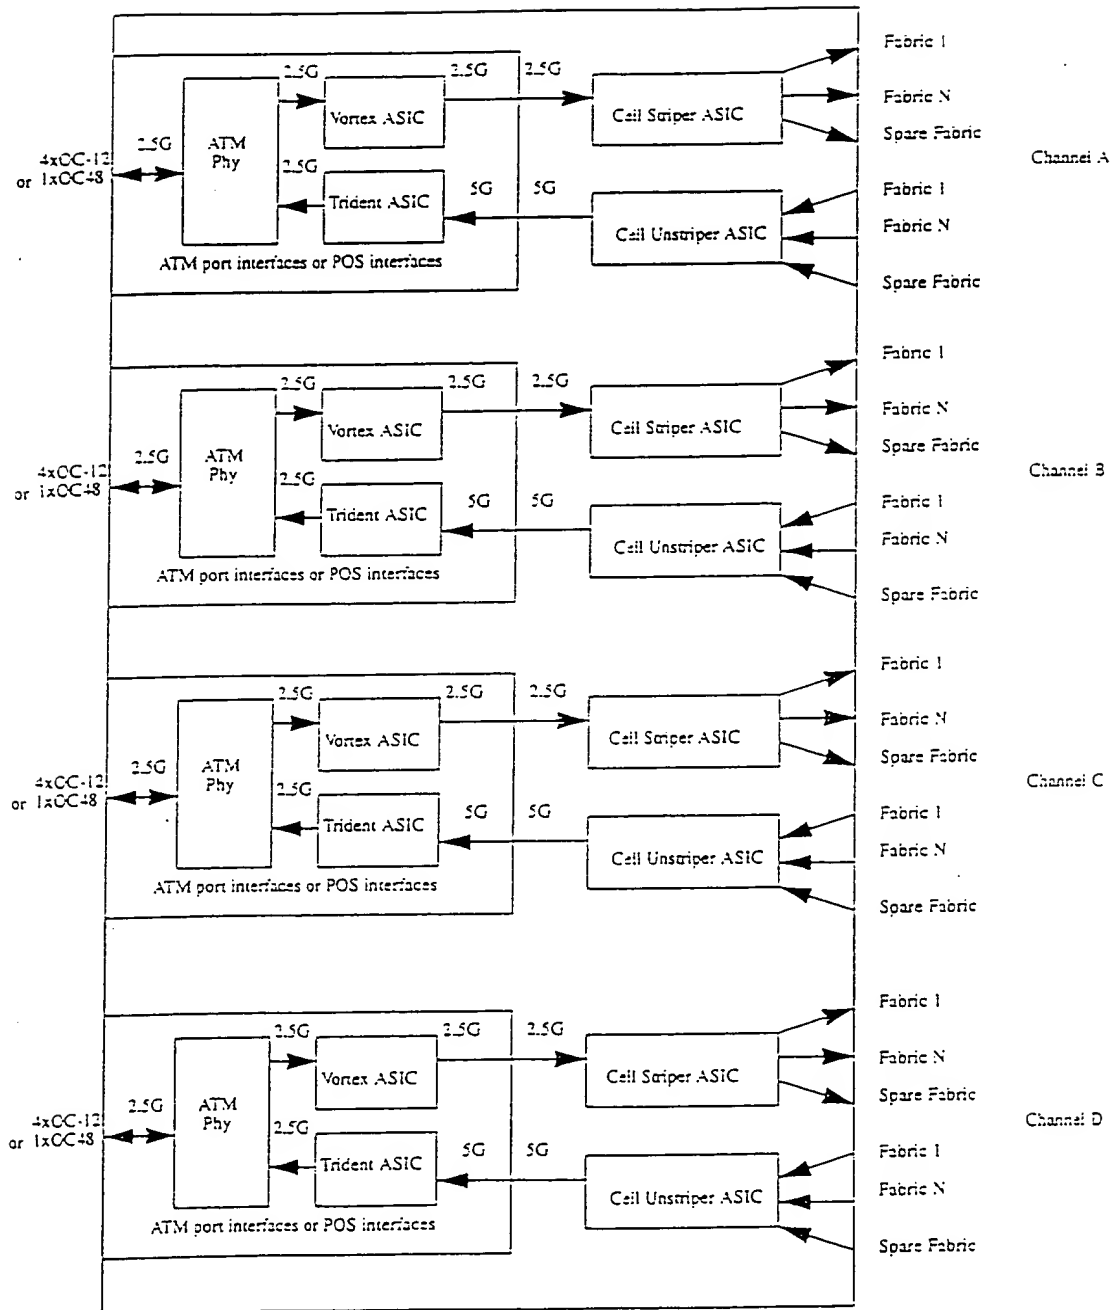 Fabric 1
2.5G 2.5G 2.5G
Vortex ASIC
Cell Striper ASIC
Fabric N
Spare Fabric
ATM
Phy
2.5G
4xOC-12
or 1xOC48
2.5G
Channel A
Trident ASIC
5G 5G
Fabric 1
Cell Unstriper ASIC
Fabric N
ATM port interfaces or POS interfaces
Spare Fabric
Fabric 1
2.5G 2.5G 2.5G
Vortex ASIC
Cell Striper ASIC
Fabric N
Spare Fabric
ATM
Phy
2.5G
4xOC-12
or 1xOC48
2.5G
Channel B
Trident ASIC
5G 5G
Fabric 1
Cell Unstriper ASIC
Fabric N
ATM port interfaces or POS interfaces
Spare Fabric
Fabric 1
2.5G 2.5G 2.5G
Vortex ASIC
Cell Striper ASIC
Fabric N
Spare Fabric
ATM
Phy
2.5G
4xOC-12
or 1xOC48
2.5G
Channel C
Trident ASIC
5G 5G
Fabric 1
Cell Unstriper ASIC
Fabric N
ATM port interfaces or POS interfaces
Spare Fabric
Fabric 1
2.5G 2.5G 2.5G
Vortex ASIC
Cell Striper ASIC
Fabric N
Spare Fabric
ATM
Phy
2.5G
4xOC-12
or 1xOC48
2.5G
Channel D
Trident ASIC
5G 5G
Fabric 1
Cell Unstriper ASIC
Fabric N
ATM port interfaces or POS interfaces
Spare Fabric